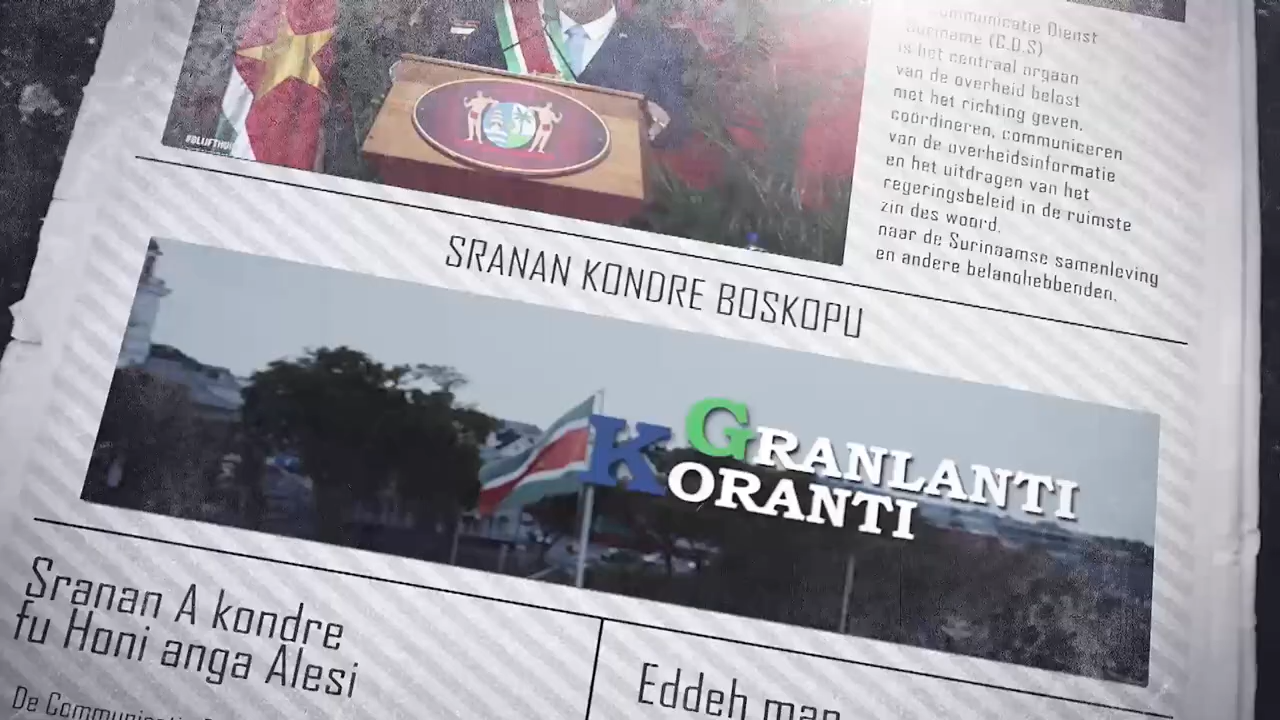 Communicatie Dienst
Suriname (C.D.S)
is het centraal orgaan
van de overheid belast
met het richting geven,
coördineren, communiceren
van de overheidsinformatie
en het uitdragen van het
regeringsbeleid in de ruimste
zin des woord.
naar de Surinaamse samenleving
en andere belanghebbenden.
SRANAN KONDRE BOSKOPU
GRANLANTI
KORANTI
Sranan A kondre
fu Honi anga Alesi
Eddeh man
De